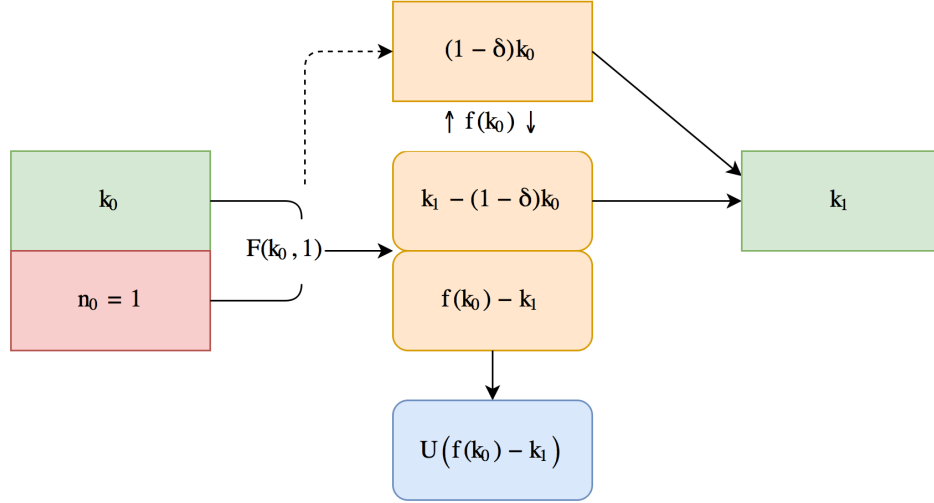 (1 − δ)k₀
↑ f(k₀) ↓
k₀
k₁ − (1 − δ)k₀
k₁
F(k₀, 1)
n₀ = 1
f(k₀) − k₁
U(f(k₀) − k₁)